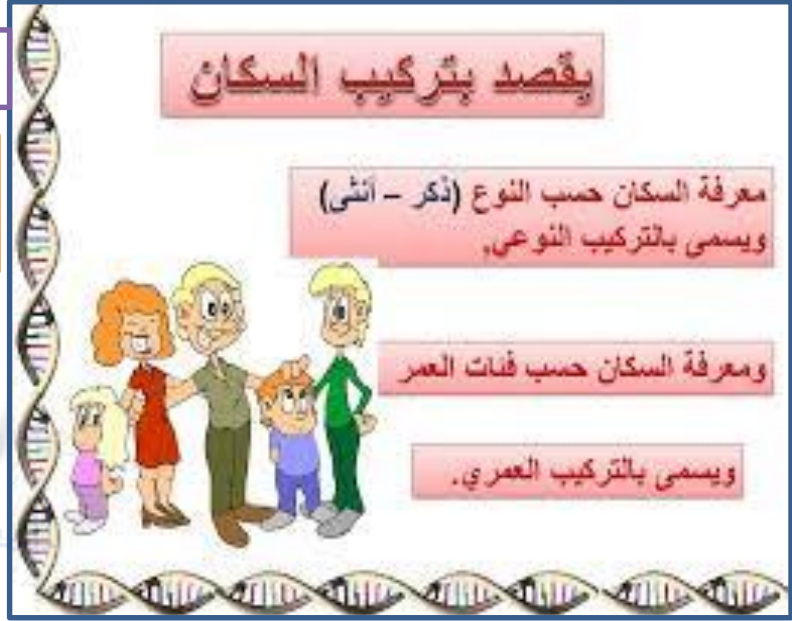 يقصد بتركيب السكان
معرفة السكان حسب النوع (ذكر – أنثى)
ويسمى بالتركيب النوعي,
ومعرفة السكان حسب فئات العمر
ويسمى بالتركيب العمري.